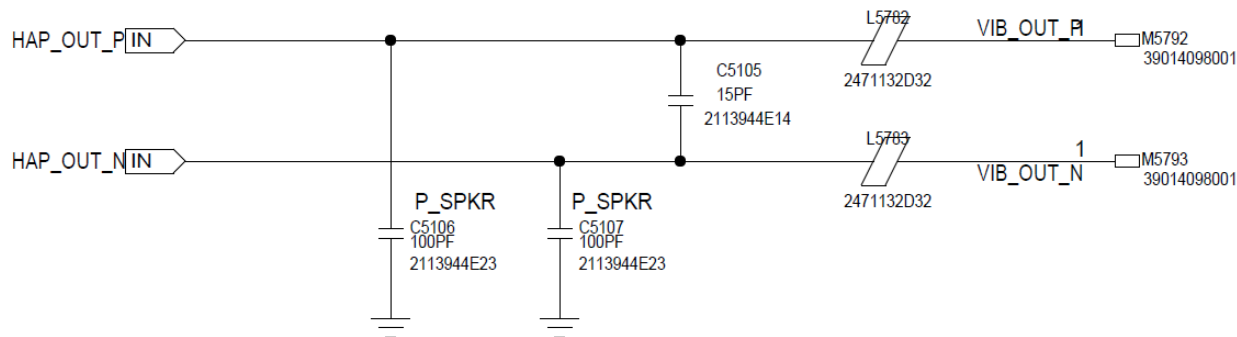 L5782
HAP_OUT_P IN
VIB_OUT_P
1
M5792
39014098001
C5105
15PF
2113944E14
2471132D32
L5783
HAP_OUT_N IN
1
M5793
39014098001
VIB_OUT_N
2471132D32
P_SPKR
C5106
100PF
2113944E23
P_SPKR
C5107
100PF
2113944E23